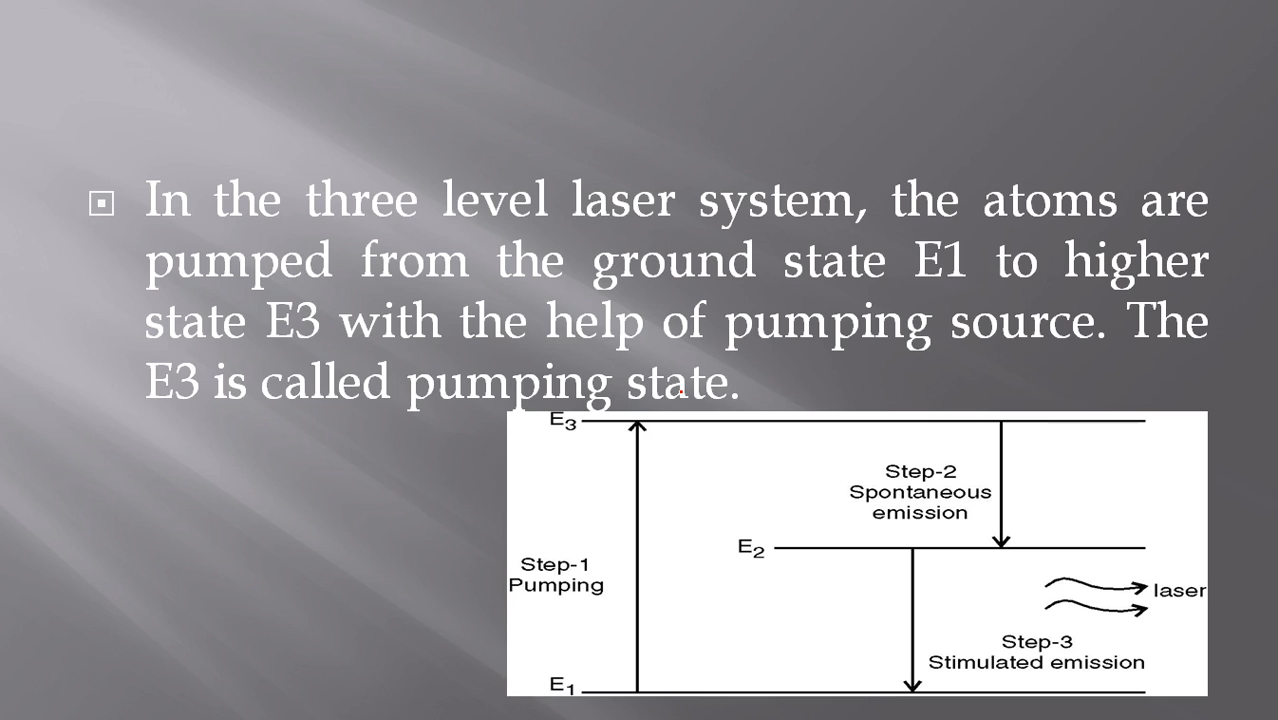 In the three level laser system, the atoms are
pumped from the ground state E1 to higher
state E3 with the help of pumping source. The
E3 is called pumping state.
E₃
Step-2
Spontaneous
emission
E₂
Step-1
Pumping
laser
Step-3
Stimulated emission
E₁